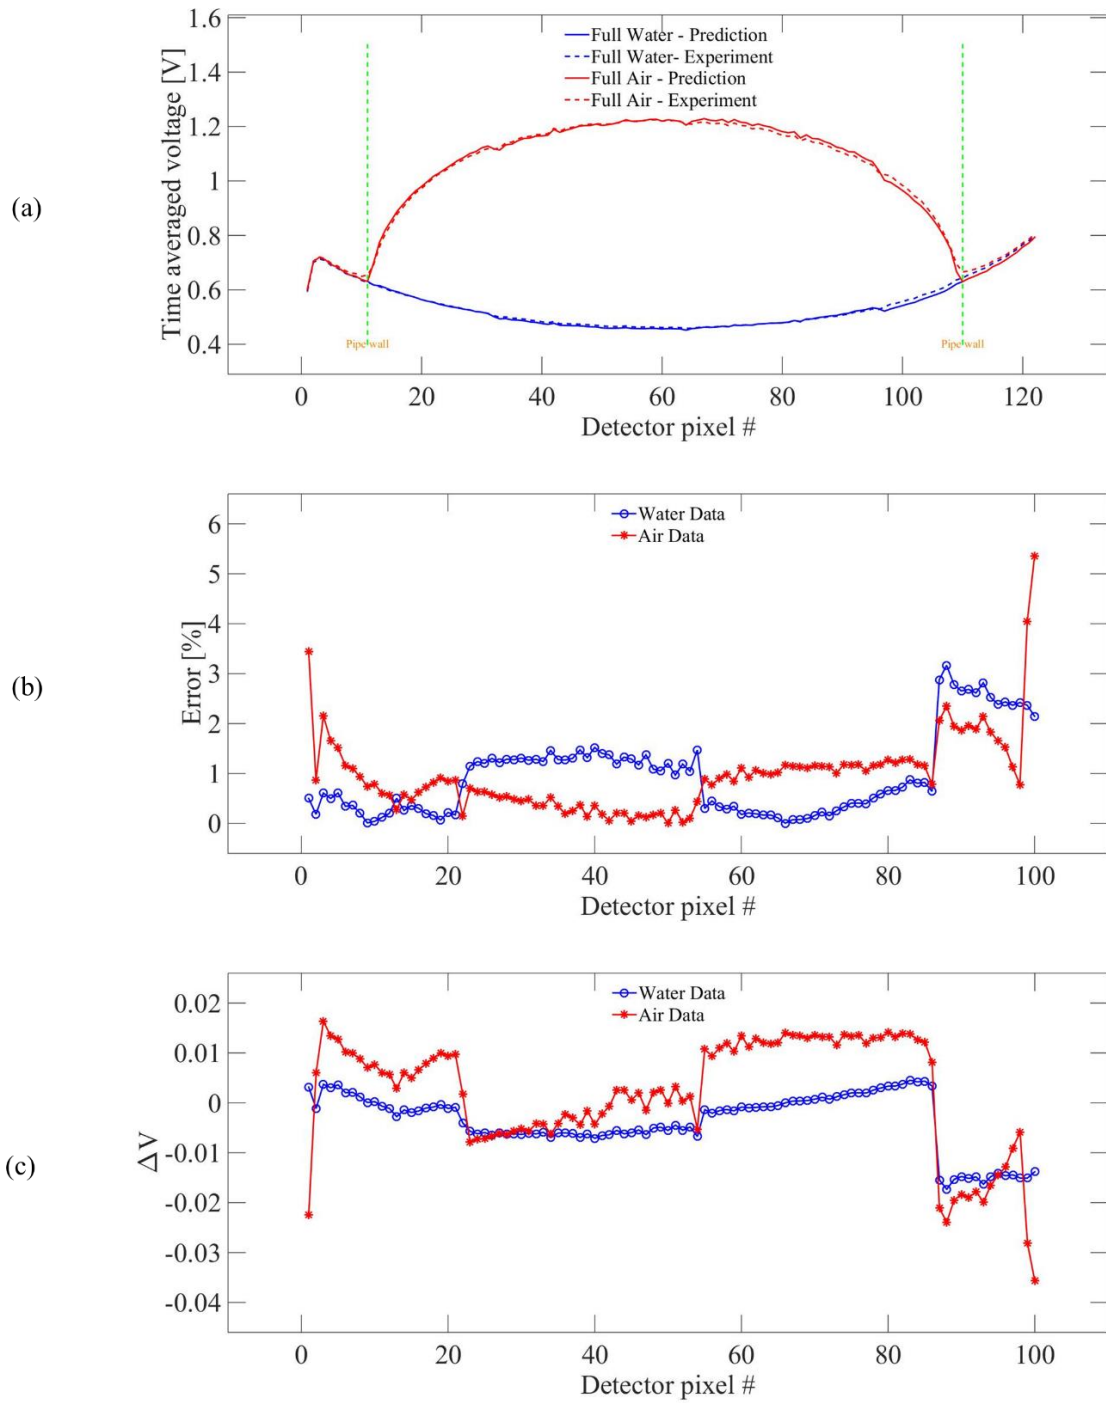 (a)
Time averaged voltage [V]
1.6
1.4
1.2
1
0.8
0.6
0.4
Full Water - Prediction
Full Water- Experiment
Full Air - Prediction
Full Air - Experiment
Pipe wall
Pipe wall
0 20 40 60 80 100 120
Detector pixel #
(b)
Error [%]
6
5
4
3
2
1
0
Water Data
Air Data
0 20 40 60 80 100
Detector pixel #
(c)
ΔV
0.02
0.01
0
-0.01
-0.02
-0.03
-0.04
Water Data
Air Data
0 20 40 60 80 100
Detector pixel #